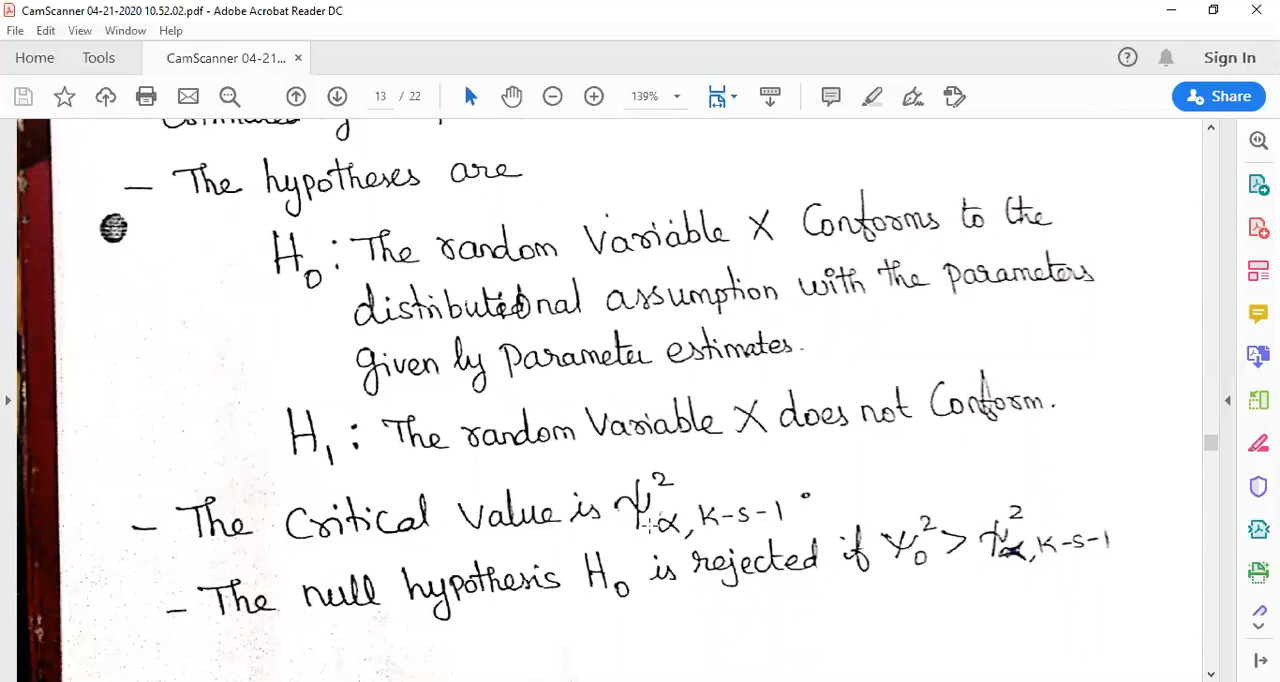 CamScanner 04-21-2020 10.52.02.pdf - Adobe Acrobat Reader DC
File Edit View Window Help
Home Tools CamScanner 04-21... × Sign In
13 / 22 139% Share
– The hypotheses are
H₀ : The random variable X Conforms to the
distributional assumption with the parameters
given by parameter estimates.
H₁ : The random variable X does not Conform.
– The Critical value is χ²α, K-S-1.
– The null hypothesis H₀ is rejected if χ₀² > χ²α, K-S-1